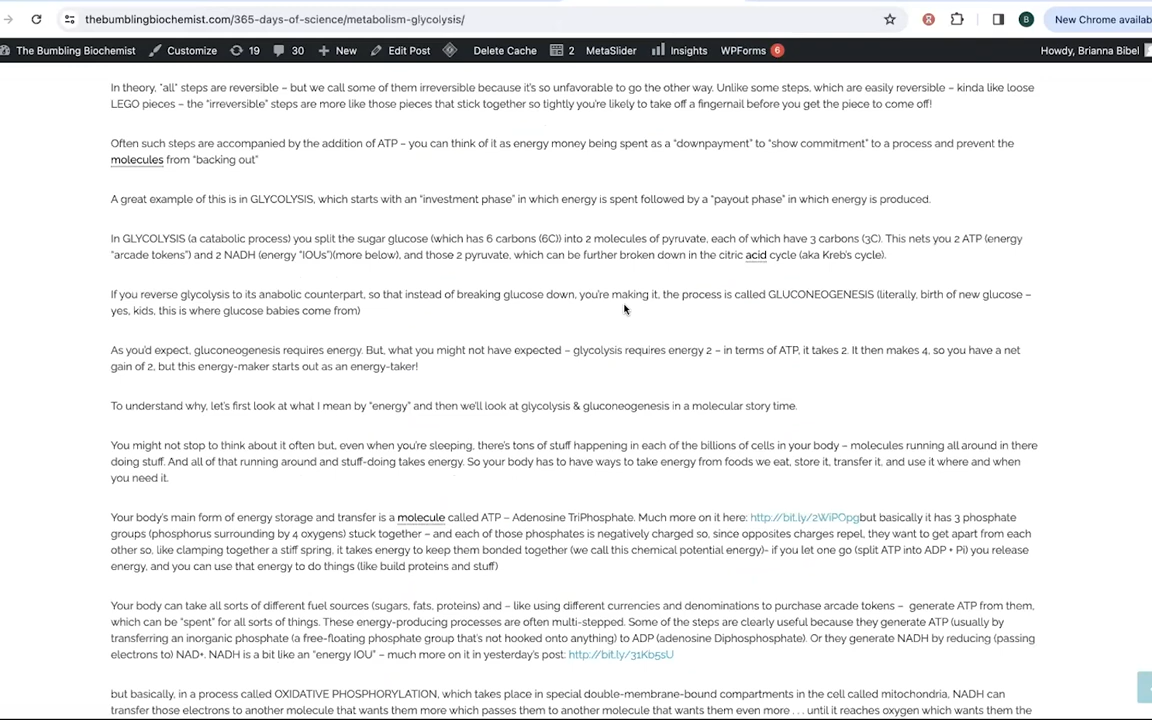 thebumblingbiochemist.com/365-days-of-science/metabolism-glycolysis/
B
New Chrome availab
The Bumbling Biochemist
Customize
19
30
New
Edit Post
Delete Cache
2
MetaSlider
Insights
WPForms
6
Howdy, Brianna Bibel
In theory, "all" steps are reversible – but we call some of them irreversible because it's so unfavorable to go the other way. Unlike some steps, which are easily reversible – kinda like loose
LEGO pieces – the "irreversible" steps are more like those pieces that stick together so tightly you're likely to take off a fingernail before you get the piece to come off!
Often such steps are accompanied by the addition of ATP – you can think of it as energy money being spent as a "downpayment" to "show commitment" to a process and prevent the
molecules from "backing out"
A great example of this is in GLYCOLYSIS, which starts with an "investment phase" in which energy is spent followed by a "payout phase" in which energy is produced.
In GLYCOLYSIS (a catabolic process) you split the sugar glucose (which has 6 carbons (6C)) into 2 molecules of pyruvate, each of which have 3 carbons (3C). This nets you 2 ATP (energy
"arcade tokens") and 2 NADH (energy "IOUs")(more below), and those 2 pyruvate, which can be further broken down in the citric acid cycle (aka Kreb's cycle).
If you reverse glycolysis to its anabolic counterpart, so that instead of breaking glucose down, you're making it, the process is called GLUCONEOGENESIS (literally, birth of new glucose –
yes, kids, this is where glucose babies come from)
As you'd expect, gluconeogenesis requires energy. But, what you might not have expected – glycolysis requires energy 2 – in terms of ATP, it takes 2. It then makes 4, so you have a net
gain of 2, but this energy-maker starts out as an energy-taker!
To understand why, let's first look at what I mean by "energy" and then we'll look at glycolysis & gluconeogenesis in a molecular story time.
You might not stop to think about it often but, even when you're sleeping, there's tons of stuff happening in each of the billions of cells in your body – molecules running all around in there
doing stuff. And all of that running around and stuff-doing takes energy. So your body has to have ways to take energy from foods we eat, store it, transfer it, and use it where and when
you need it.
Your body's main form of energy storage and transfer is a molecule called ATP – Adenosine TriPhosphate. Much more on it here: http://bit.ly/2WiPOpgbut basically it has 3 phosphate
groups (phosphorus surrounding by 4 oxygens) stuck together – and each of those phosphates is negatively charged so, since opposites charges repel, they want to get apart from each
other so, like clamping together a stiff spring, it takes energy to keep them bonded together (we call this chemical potential energy)- if you let one go (split ATP into ADP + Pi) you release
energy, and you can use that energy to do things (like build proteins and stuff)
Your body can take all sorts of different fuel sources (sugars, fats, proteins) and – like using different currencies and denominations to purchase arcade tokens – generate ATP from them,
which can be "spent" for all sorts of things. These energy-producing processes are often multi-stepped. Some of the steps are clearly useful because they generate ATP (usually by
transferring an inorganic phosphate (a free-floating phosphate group that's not hooked onto anything) to ADP (adenosine Diphosphosphate). Or they generate NADH by reducing (passing
electrons to) NAD+. NADH is a bit like an "energy IOU" – much more on it in yesterday's post: http://bit.ly/31Kb5sU
but basically, in a process called OXIDATIVE PHOSPHORYLATION, which takes place in special double-membrane-bound compartments in the cell called mitochondria, NADH can
transfer those electrons to another molecule that wants them more which passes them to another molecule that wants them even more . . . until it reaches oxygen which wants them the